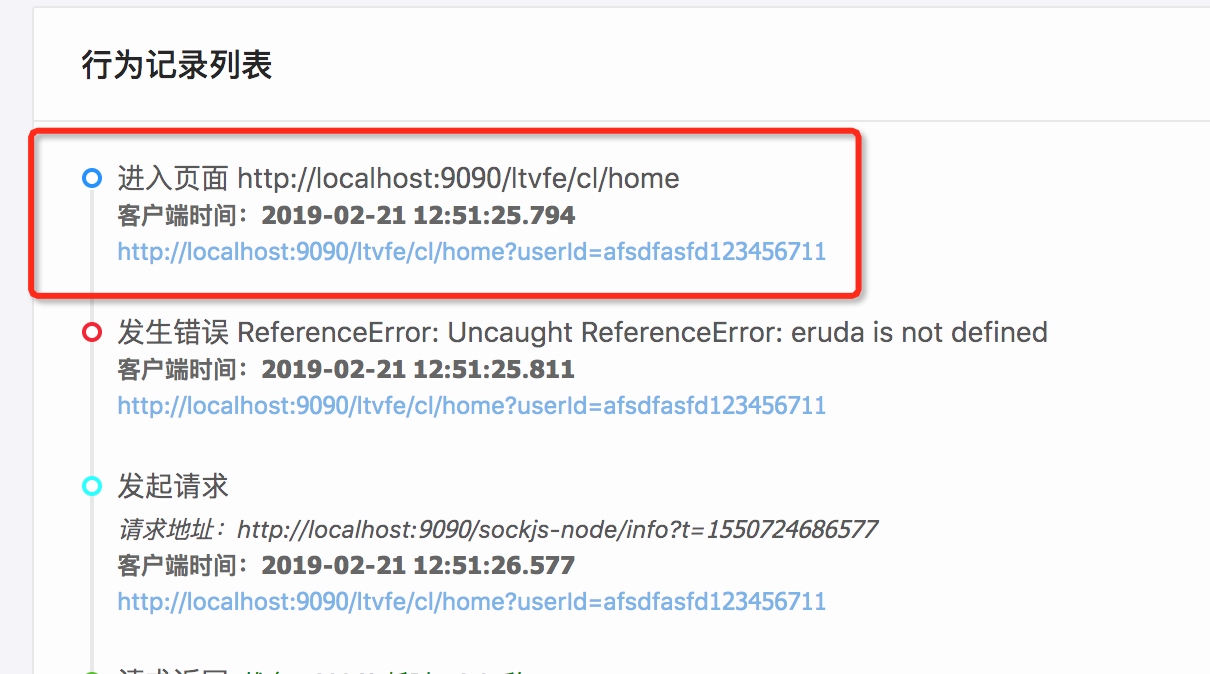 行为记录列表
进入页面 http://localhost:9090/ltvfe/cl/home
客户端时间：2019-02-21 12:51:25.794
http://localhost:9090/ltvfe/cl/home?userId=afsdfasfd123456711
发生错误 ReferenceError: Uncaught ReferenceError: eruda is not defined
客户端时间：2019-02-21 12:51:25.811
http://localhost:9090/ltvfe/cl/home?userId=afsdfasfd123456711
发起请求
请求地址：http://localhost:9090/sockjs-node/info?t=1550724686577
客户端时间：2019-02-21 12:51:26.577
http://localhost:9090/ltvfe/cl/home?userId=afsdfasfd123456711
请求返回